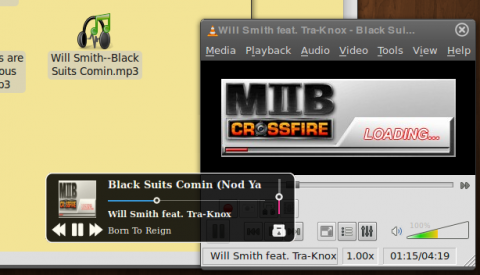 s are
ous
p3
Will Smith--Black
Suits Comin.mp3
Will Smith feat. Tra-Knox - Black Sui...
Media Playback Audio Video Tools View Help
MIIB
CROSSFIRE
LOADING...
MIIB
Black Suits Comin (Nod Ya
Will Smith feat. Tra-Knox
Born To Reign
100%
Will Smith feat. Tra-Knox 1.00x 01:15/04:19